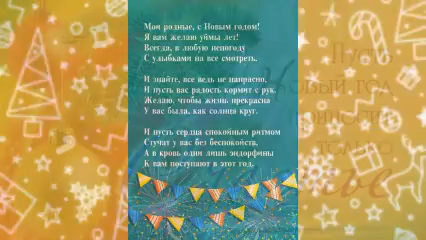 Мои родные, с Новым годом!
Я вам желаю уймы лет!
Всегда, в любую непогоду
С улыбками на все смотреть.
И знайте, все ведь не напрасно,
И пусть вас радость кормит с рук,
Желаю, чтобы жизнь прекрасна
У вас была, как солнца круг.
И пусть сердца спокойным ритмом
Стучат у вас без беспокойств,
А в кровь одни лишь эндорфины
К вам поступают в этот год.
Пусть
только